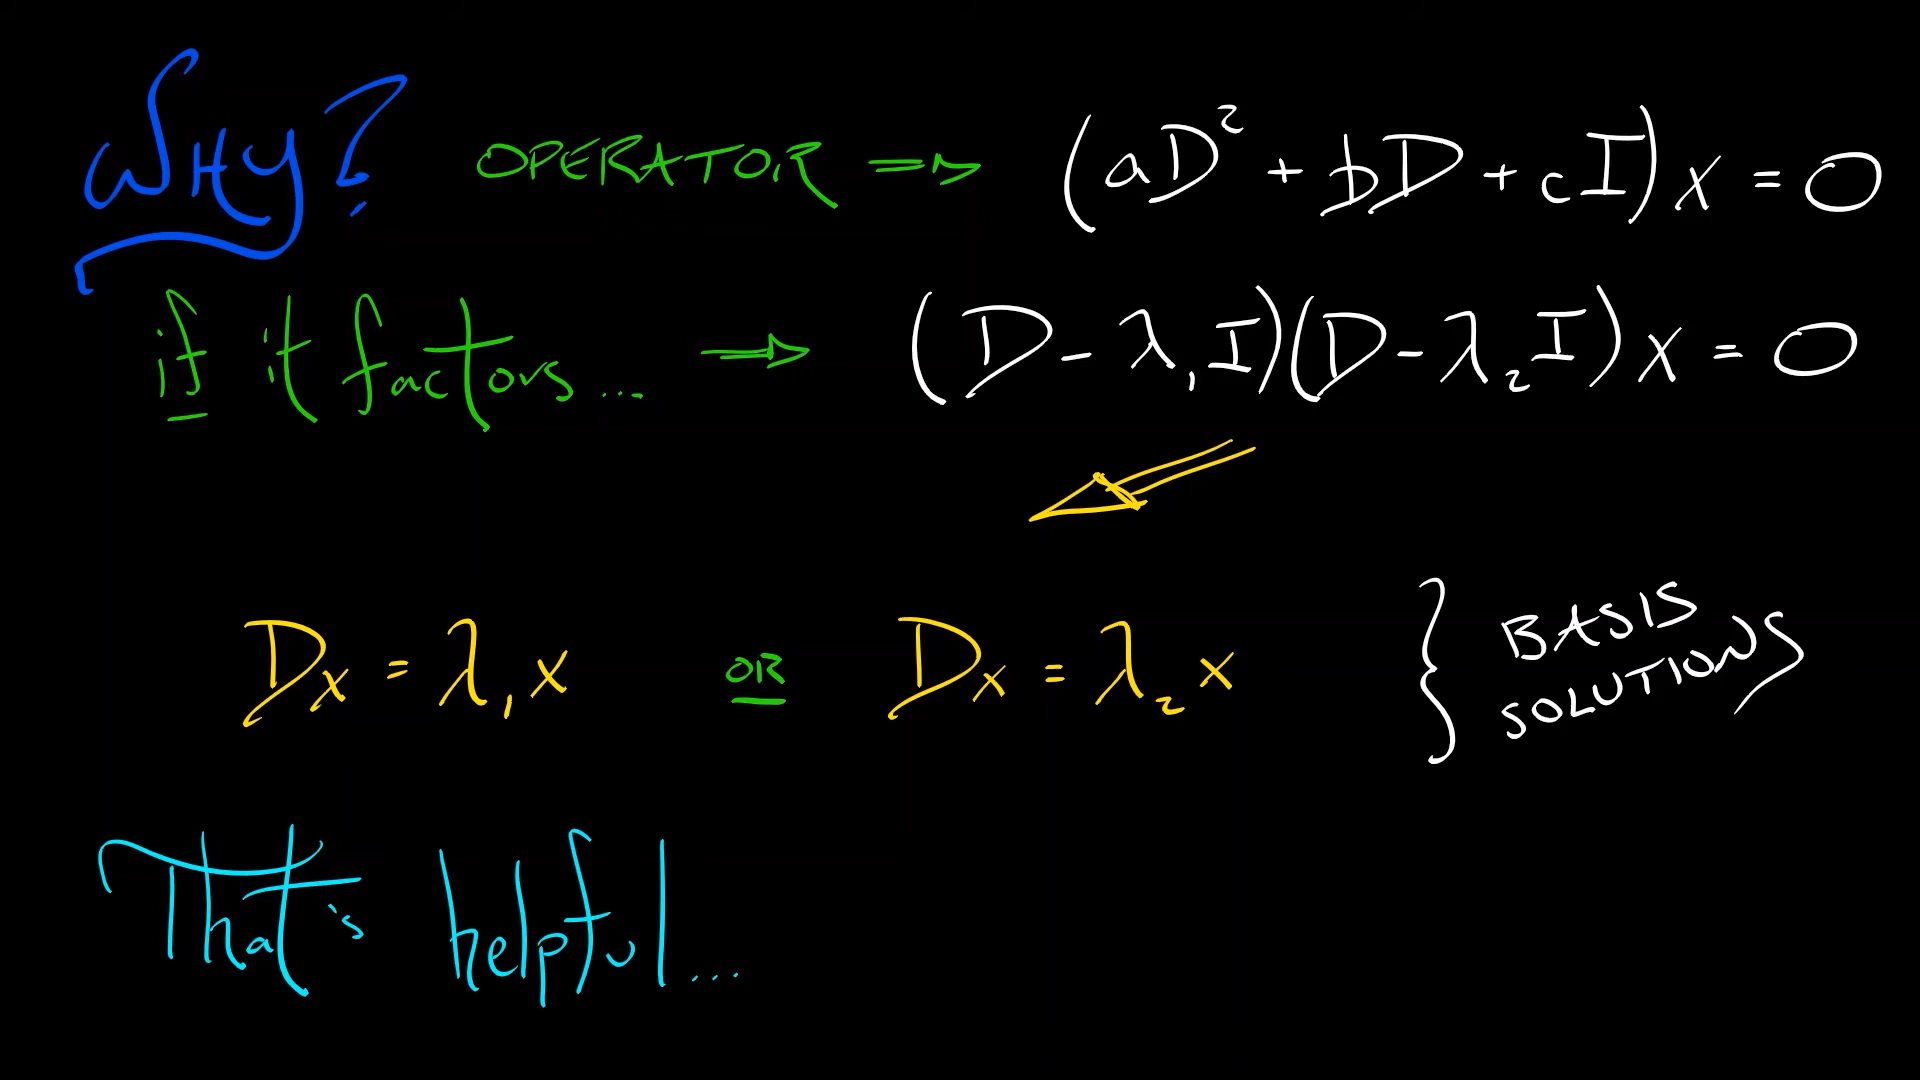 WHY? OPERATOR ⇒ (aD² + bD + cI)x = 0
if it factors... ⇒ (D - λ₁I)(D - λ₂I)x = 0
Dx = λ₁x OR Dx = λ₂x } BASIS SOLUTIONS
That's helpful...